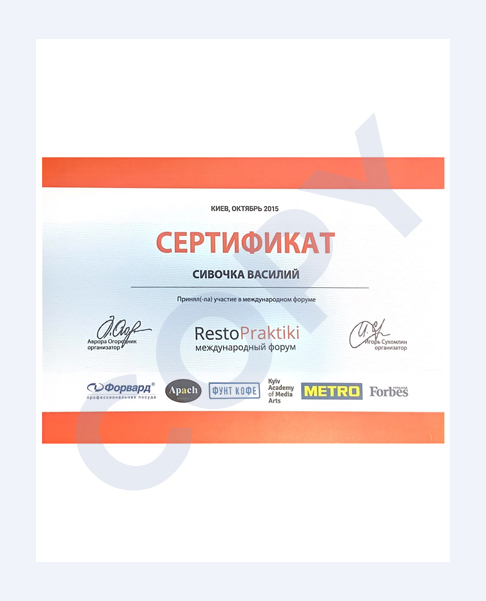 КИЕВ, ОКТЯБРЬ 2015
СЕРТИФИКАТ
СИВОЧКА ВАСИЛИЙ
Принял(-ла) участие в международном форуме
Аврора Огородник
организатор
RestoPraktiki
международный форум
Игорь Сухомлин
организатор
Форвард®
профессиональная посуда
Apach
ФУНТ КОФЕ
Kyiv
Academy
of Media
Arts
METRO
Forbes
COPY